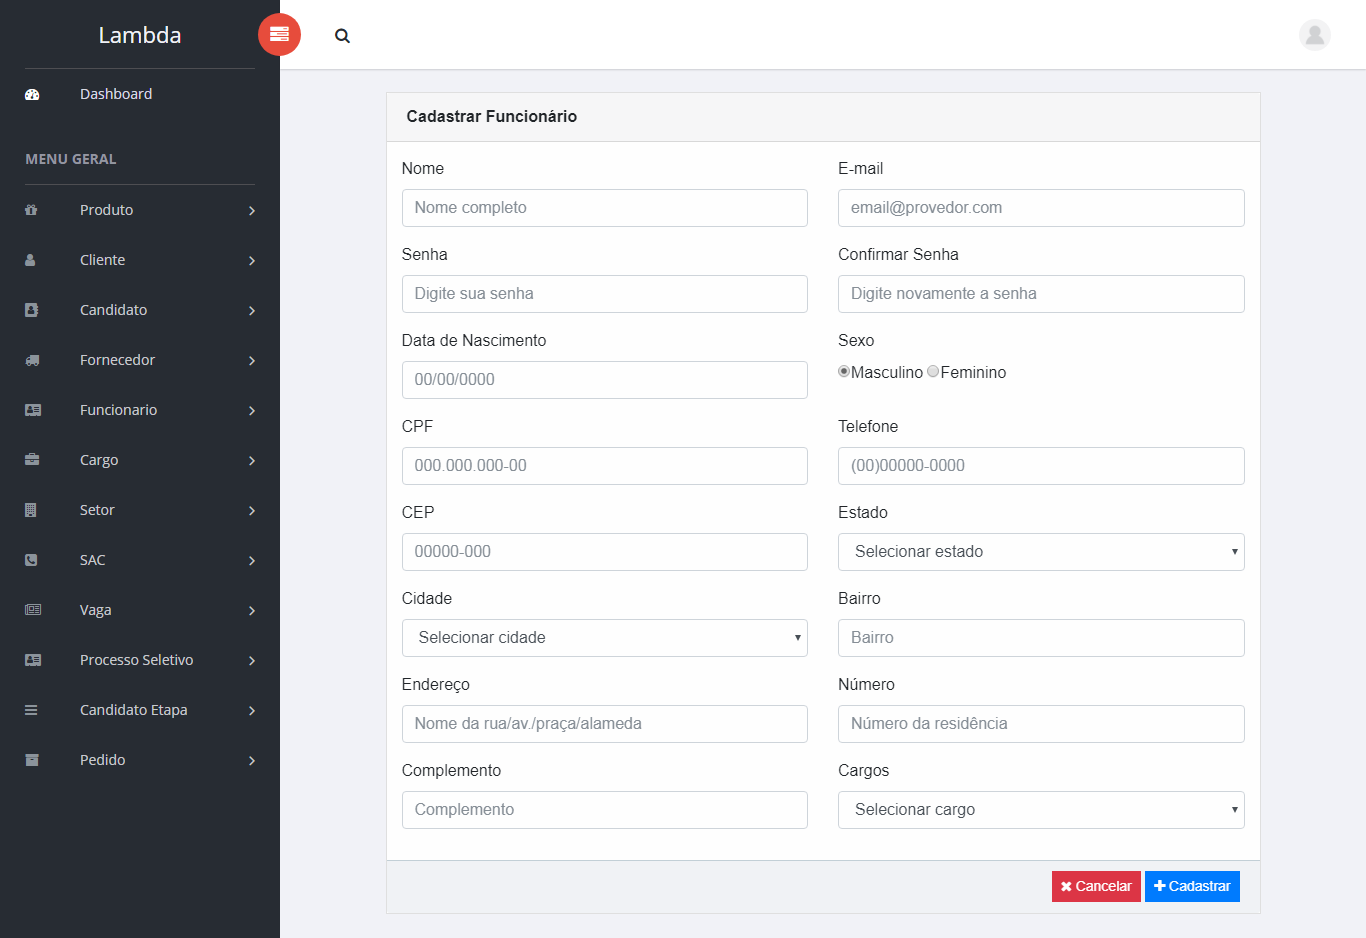 Lambda
Dashboard
MENU GERAL
Produto
Cliente
Candidato
Fornecedor
Funcionario
Cargo
Setor
SAC
Vaga
Processo Seletivo
Candidato Etapa
Pedido
Cadastrar Funcionário
Nome
E-mail
Nome completo
email@provedor.com
Senha
Confirmar Senha
Digite sua senha
Digite novamente a senha
Data de Nascimento
Sexo
00/00/0000
Masculino Feminino
CPF
Telefone
000.000.000-00
(00)00000-0000
CEP
Estado
00000-000
Selecionar estado
Cidade
Bairro
Selecionar cidade
Bairro
Endereço
Número
Nome da rua/av./praça/alameda
Número da residência
Complemento
Cargos
Complemento
Selecionar cargo
Cancelar
Cadastrar